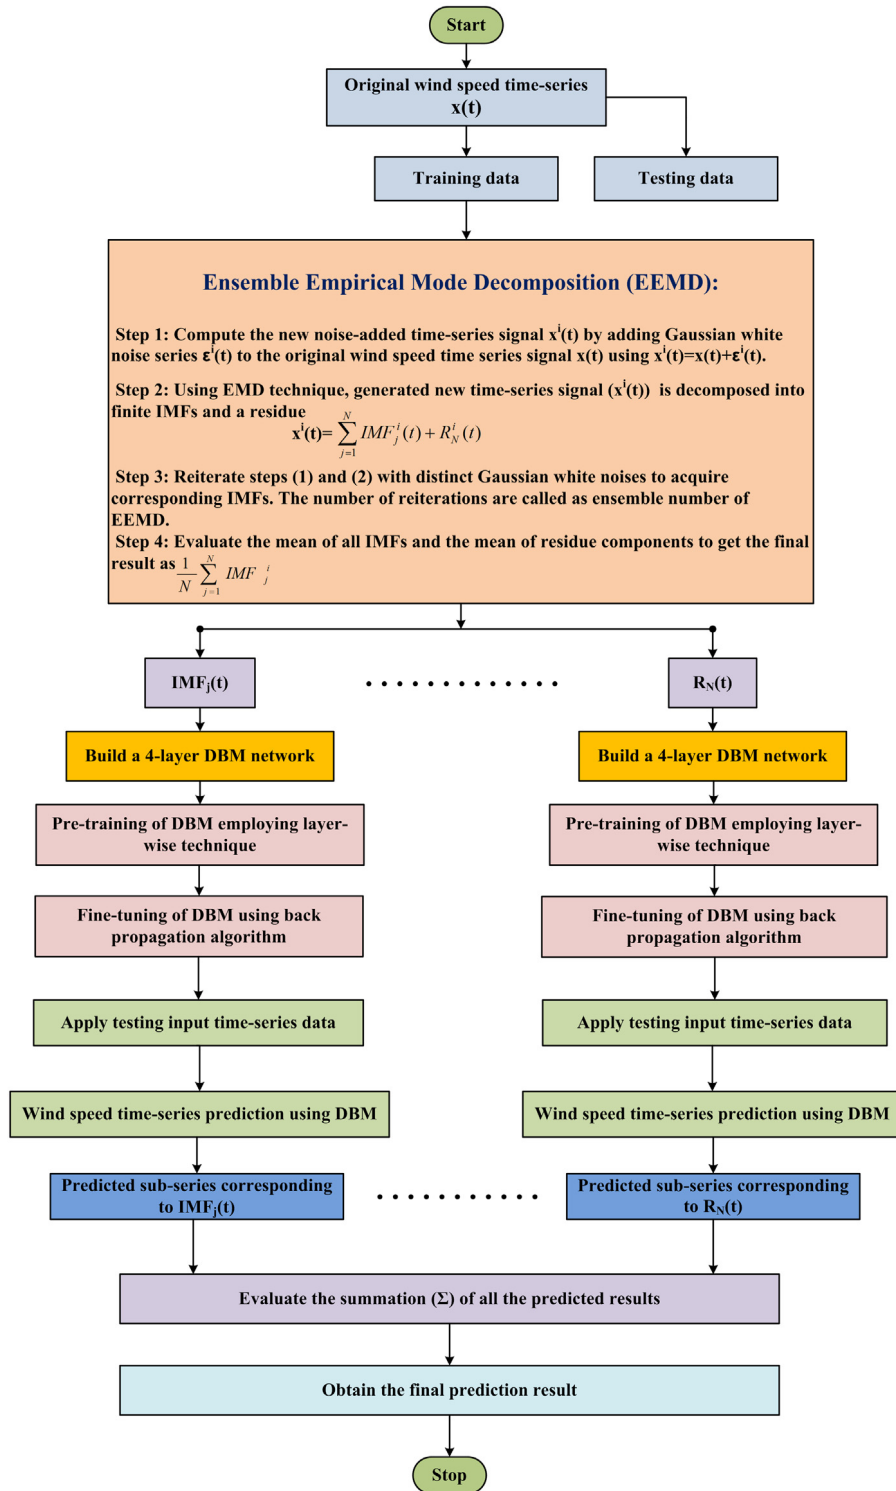 Start
Original wind speed time-series
x(t)
Training data
Testing data
Ensemble Empirical Mode Decomposition (EEMD):
Step 1: Compute the new noise-added time-series signal xⁱ(t) by adding Gaussian white
noise series εⁱ(t) to the original wind speed time series signal x(t) using xⁱ(t)=x(t)+εⁱ(t).
Step 2: Using EMD technique, generated new time-series signal (xⁱ(t)) is decomposed into
finite IMFs and a residue
xⁱ(t)= \sum_{j=1}^{N} IMF_j^i(t) + R_N^i(t)
Step 3: Reiterate steps (1) and (2) with distinct Gaussian white noises to acquire
corresponding IMFs. The number of reiterations are called as ensemble number of
EEMD.
Step 4: Evaluate the mean of all IMFs and the mean of residue components to get the final
result as \frac{1}{N} \sum_{j=1}^{N} IMF_j^i
IMFⱼ(t)
R_N(t)
Build a 4-layer DBM network
Build a 4-layer DBM network
Pre-training of DBM employing layer-
wise technique
Pre-training of DBM employing layer-
wise technique
Fine-tuning of DBM using back
propagation algorithm
Fine-tuning of DBM using back
propagation algorithm
Apply testing input time-series data
Apply testing input time-series data
Wind speed time-series prediction using DBM
Wind speed time-series prediction using DBM
Predicted sub-series corresponding
to IMFⱼ(t)
Predicted sub-series corresponding
to R_N(t)
Evaluate the summation (Σ) of all the predicted results
Obtain the final prediction result
Stop